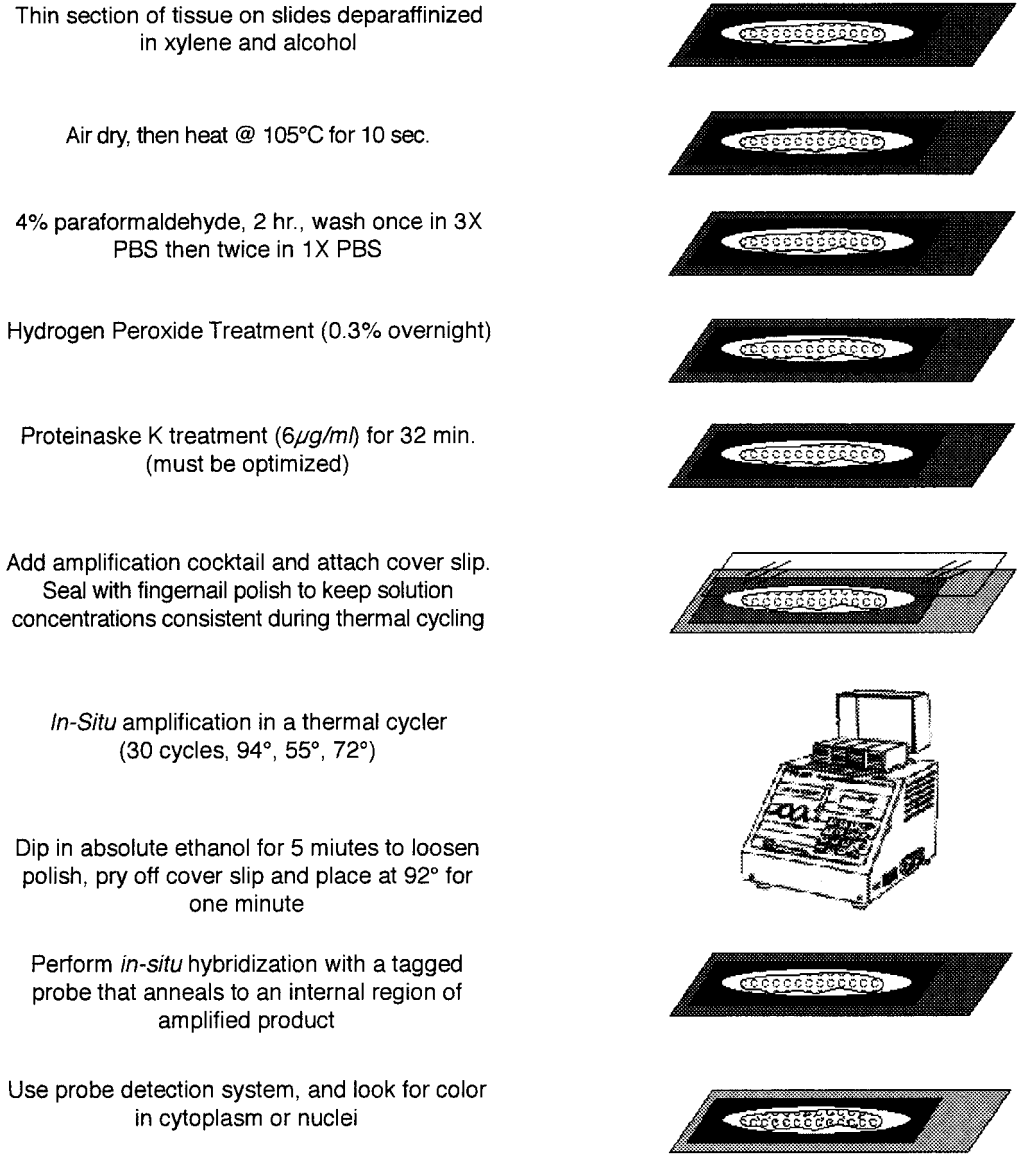 Thin section of tissue on slides deparaffinized
in xylene and alcohol
Air dry, then heat @ 105°C for 10 sec.
4% paraformaldehyde, 2 hr., wash once in 3X
PBS then twice in 1X PBS
Hydrogen Peroxide Treatment (0.3% overnight)
Proteinaske K treatment (6µg/ml) for 32 min.
(must be optimized)
Add amplification cocktail and attach cover slip.
Seal with fingernail polish to keep solution
concentrations consistent during thermal cycling
In-Situ amplification in a thermal cycler
(30 cycles, 94°, 55°, 72°)
Dip in absolute ethanol for 5 miutes to loosen
polish, pry off cover slip and place at 92° for
one minute
Perform in-situ hybridization with a tagged
probe that anneals to an internal region of
amplified product
Use probe detection system, and look for color
in cytoplasm or nuclei